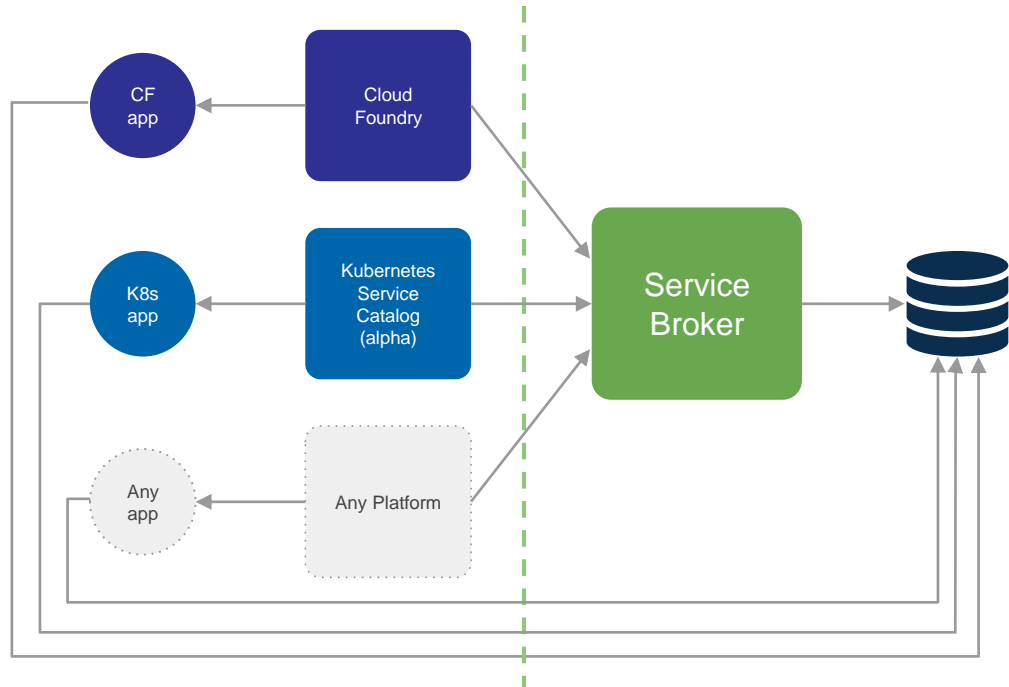 CF
app
Cloud
Foundry
K8s
app
Kubernetes
Service
Catalog
(alpha)
Service
Broker
Any
app
Any Platform